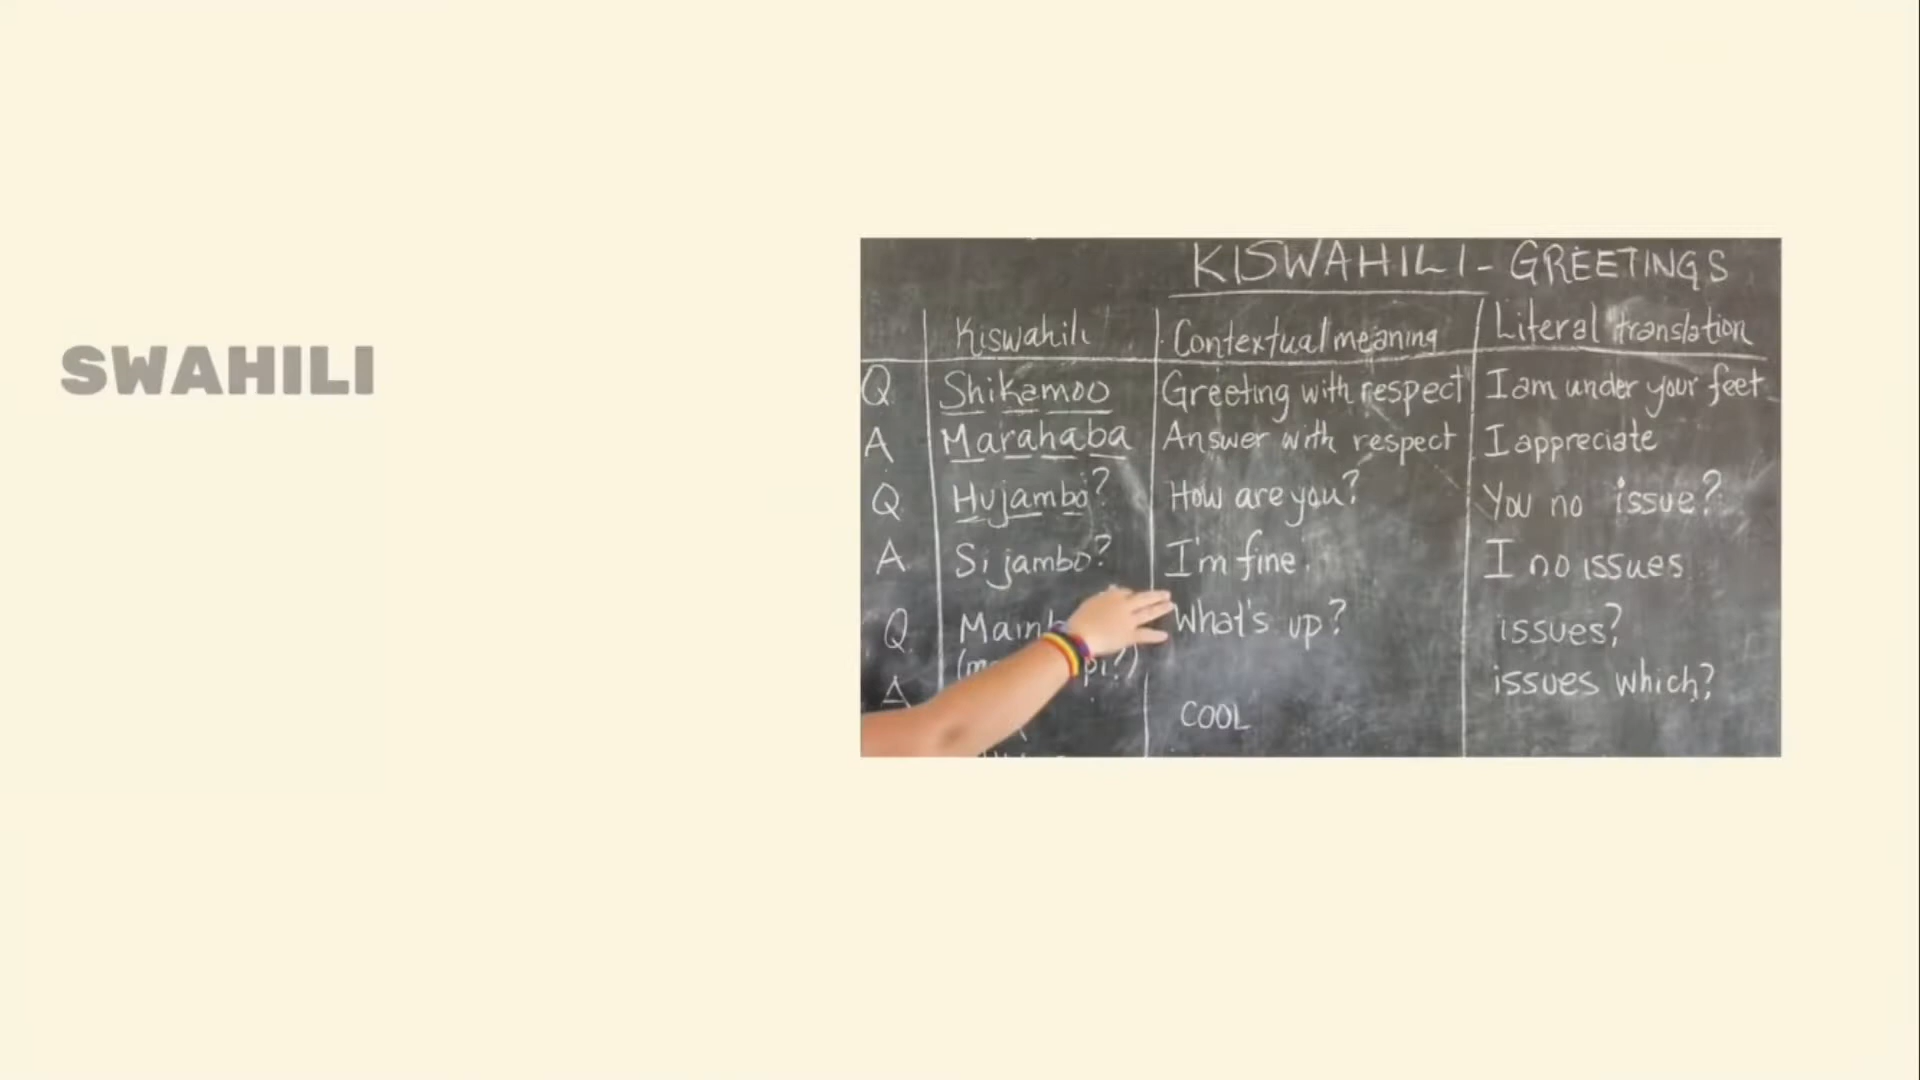 SWAHILI
KISWAHILI - GREETINGS
Kiswahili Contextual meaning Literal translation
Q Shikamoo Greeting with respect I am under your feet
A Marahaba Answer with respect I appreciate
Q Hujambo? How are you? You no issue?
A Sijambo? I'm fine I no issues
Q What's up? issues?
A issues which?
COOL